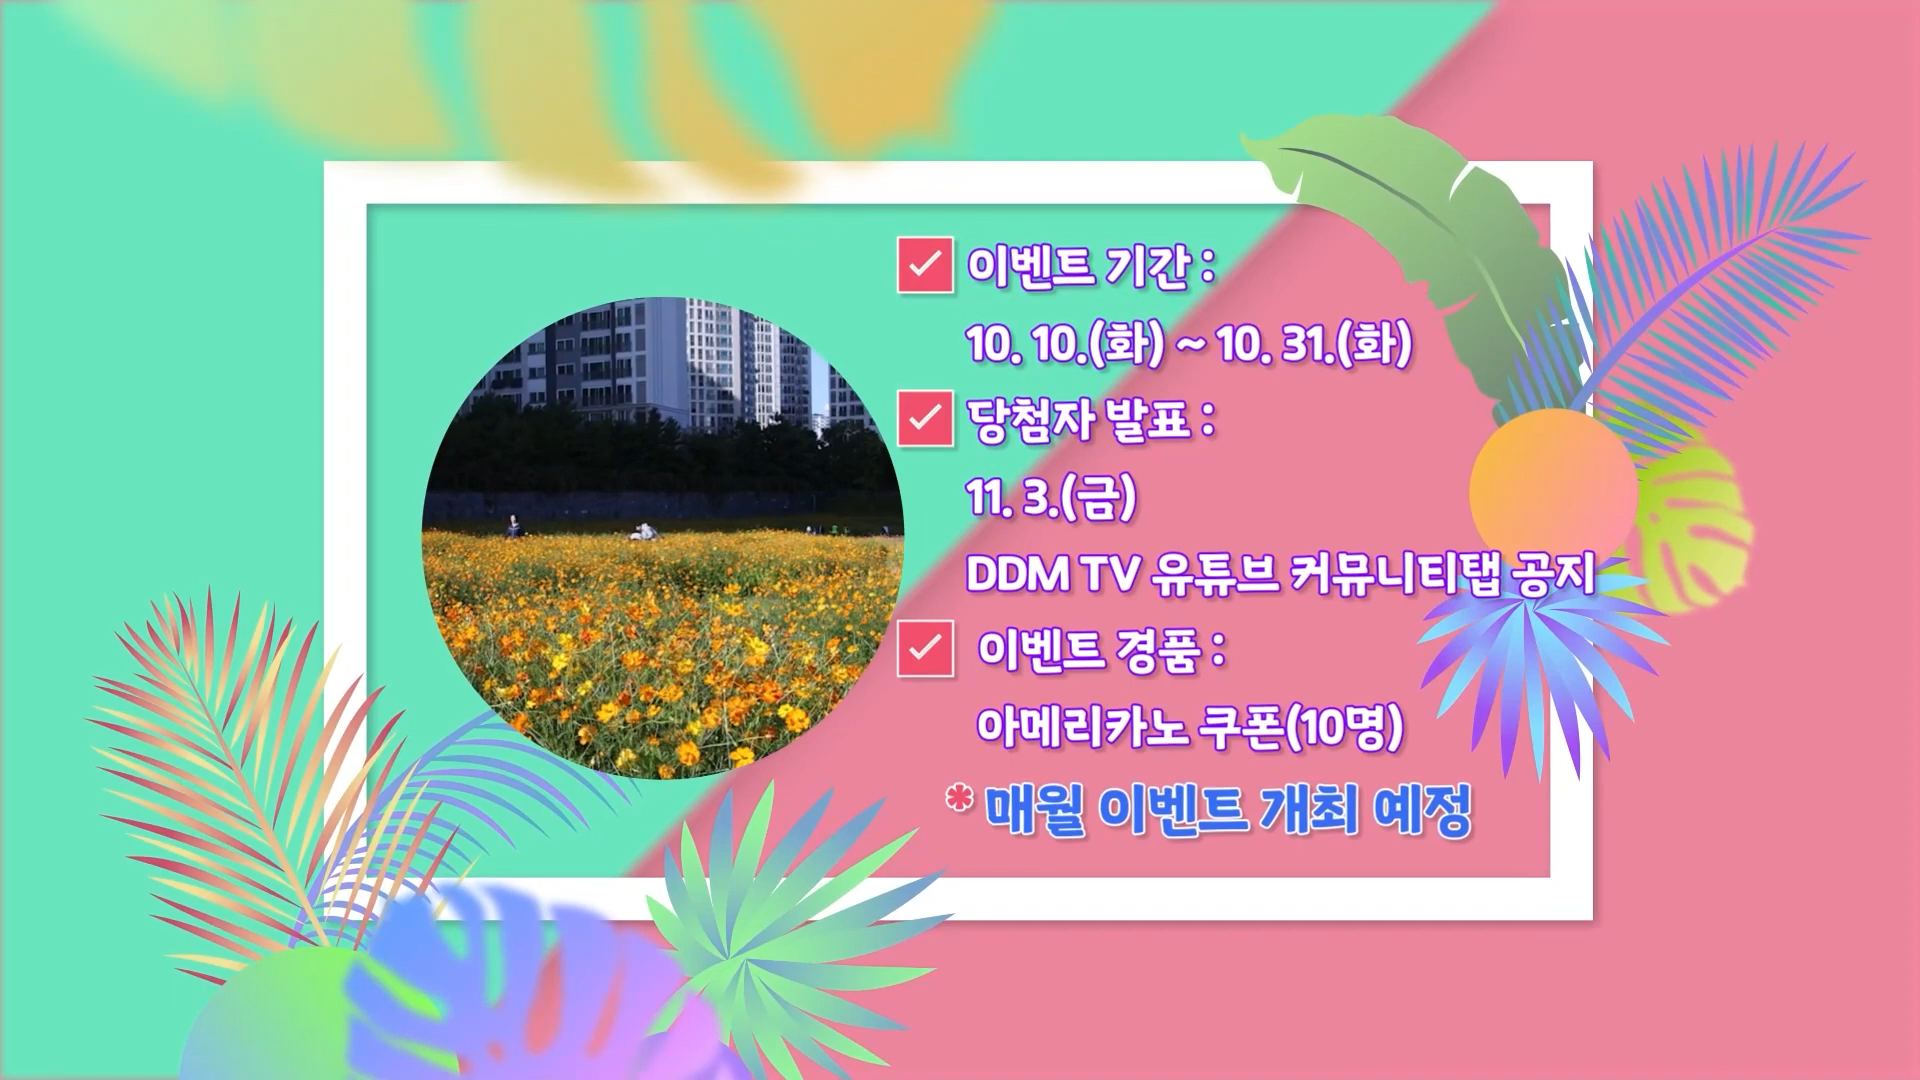 이벤트 기간 :
10. 10.(화) ~ 10. 31.(화)
당첨자 발표 :
11. 3.(금)
DDM TV 유튜브 커뮤니티탭 공지
이벤트 경품 :
아메리카노 쿠폰(10명)
* 매월 이벤트 개최 예정